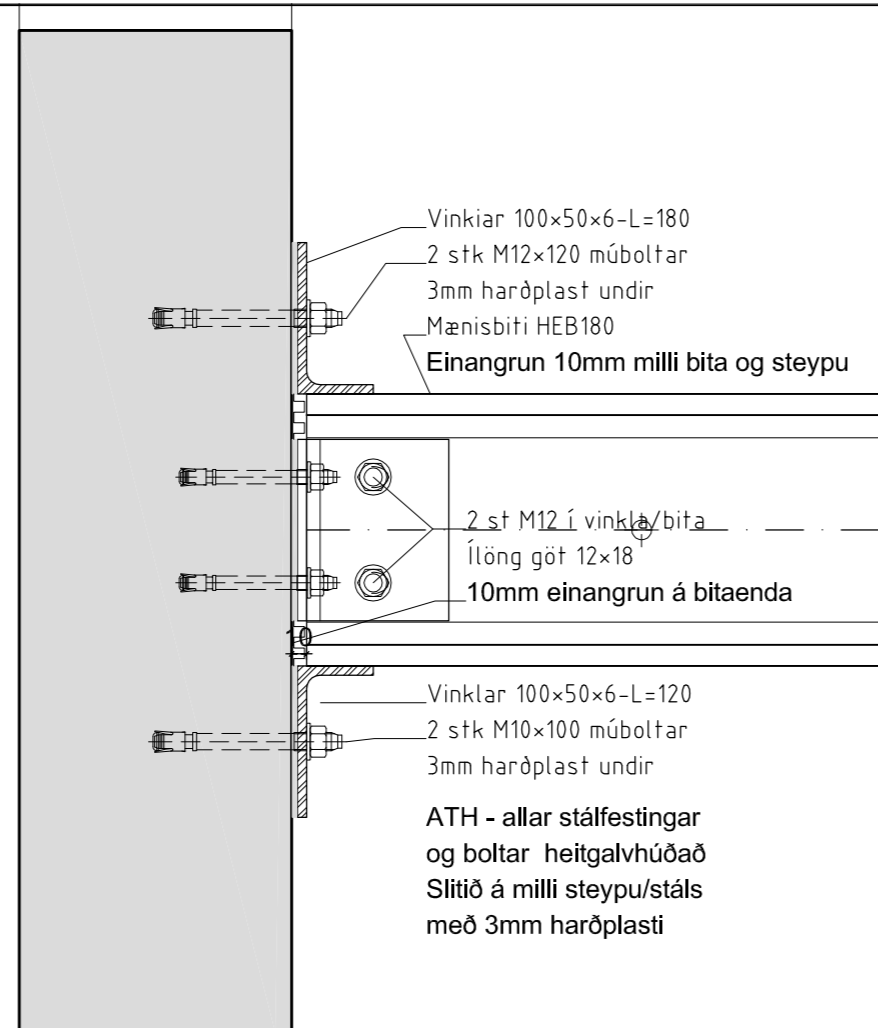 Vinkiar 100×50×6-L=180
2 stk M12×120 múboltar
3mm harðplast undir
Mænisbiti HEB180
Einangrun 10mm milli bita og steypu
2 st M12 í vinkla/bita
Ílöng göt 12×18
10mm einangrun á bitaenda
10
Vinklar 100×50×6-L=120
2 stk M10×100 múboltar
3mm harðplast undir
ATH - allar stálfestingar
og boltar heitgalvhúðað
Slitið á milli steypu/stáls
með 3mm harðplasti